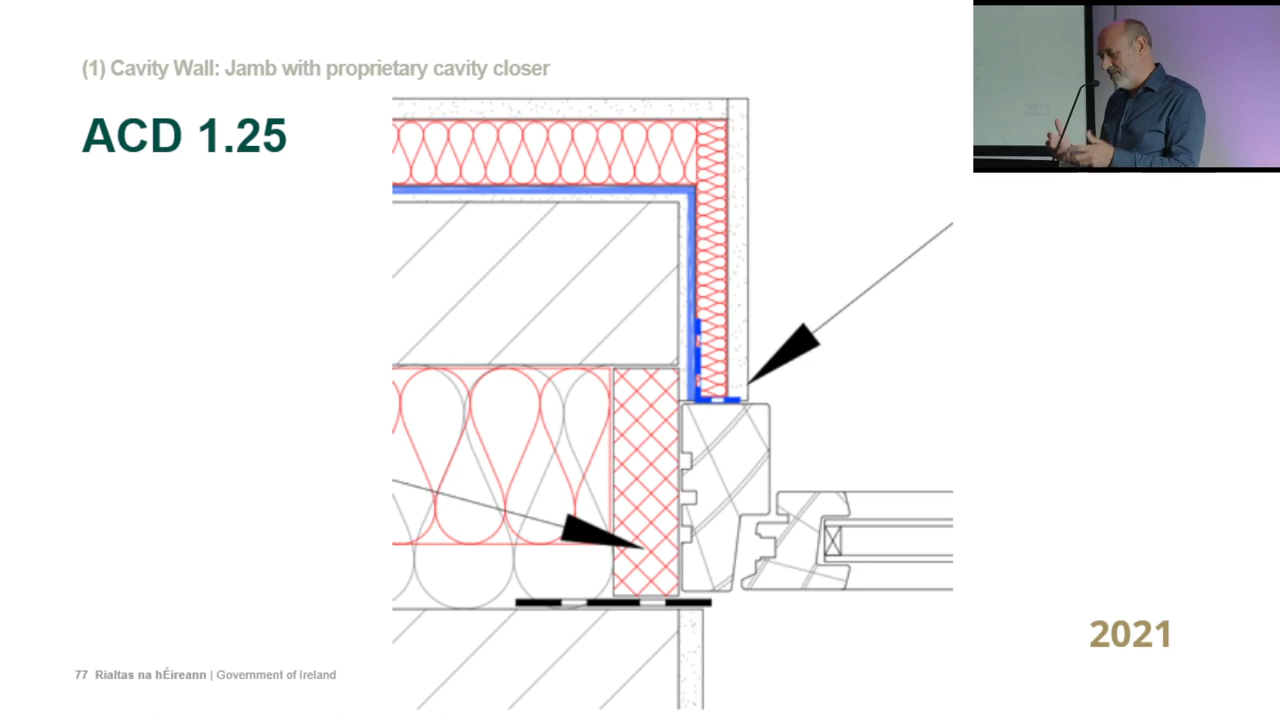 (1) Cavity Wall: Jamb with proprietary cavity closer
ACD 1.25
2021
2021
77 Rialtas na hÉireann | Government of Ireland